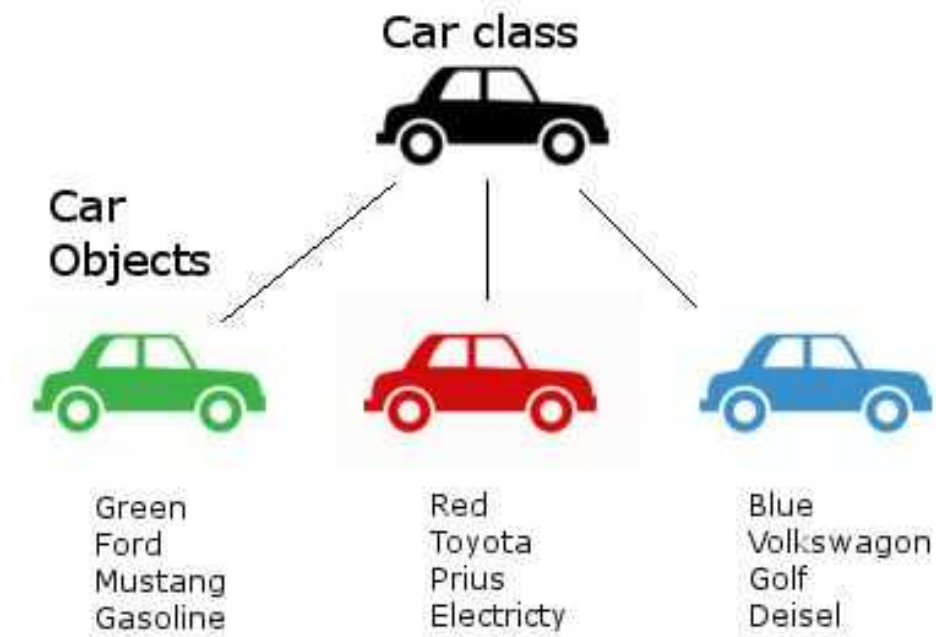 Car class
Car
Objects
Green
Ford
Mustang
Gasoline
Red
Toyota
Prius
Electricty
Blue
Volkswagon
Golf
Deisel